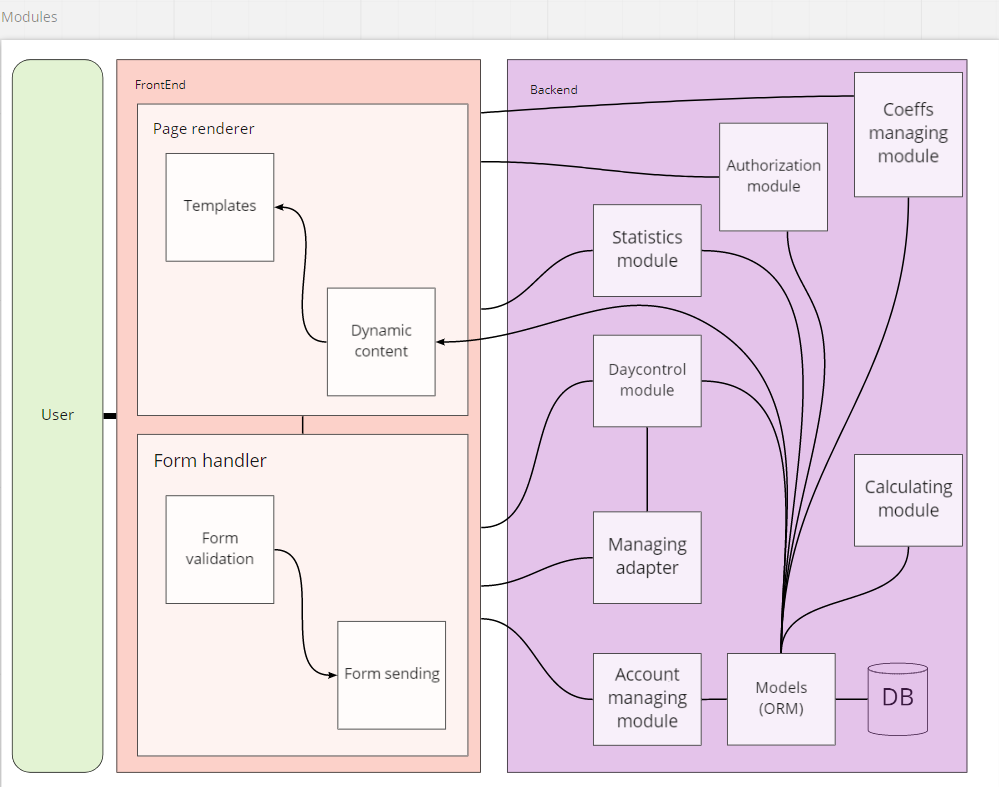 Modules
FrontEnd
Page renderer
Templates
Dynamic
content
User
Form handler
Form
validation
Form sending
Backend
Coeffs
managing
module
Authorization
module
Statistics
module
Daycontrol
module
Calculating
module
Managing
adapter
Account
managing
module
Models
(ORM)
DB